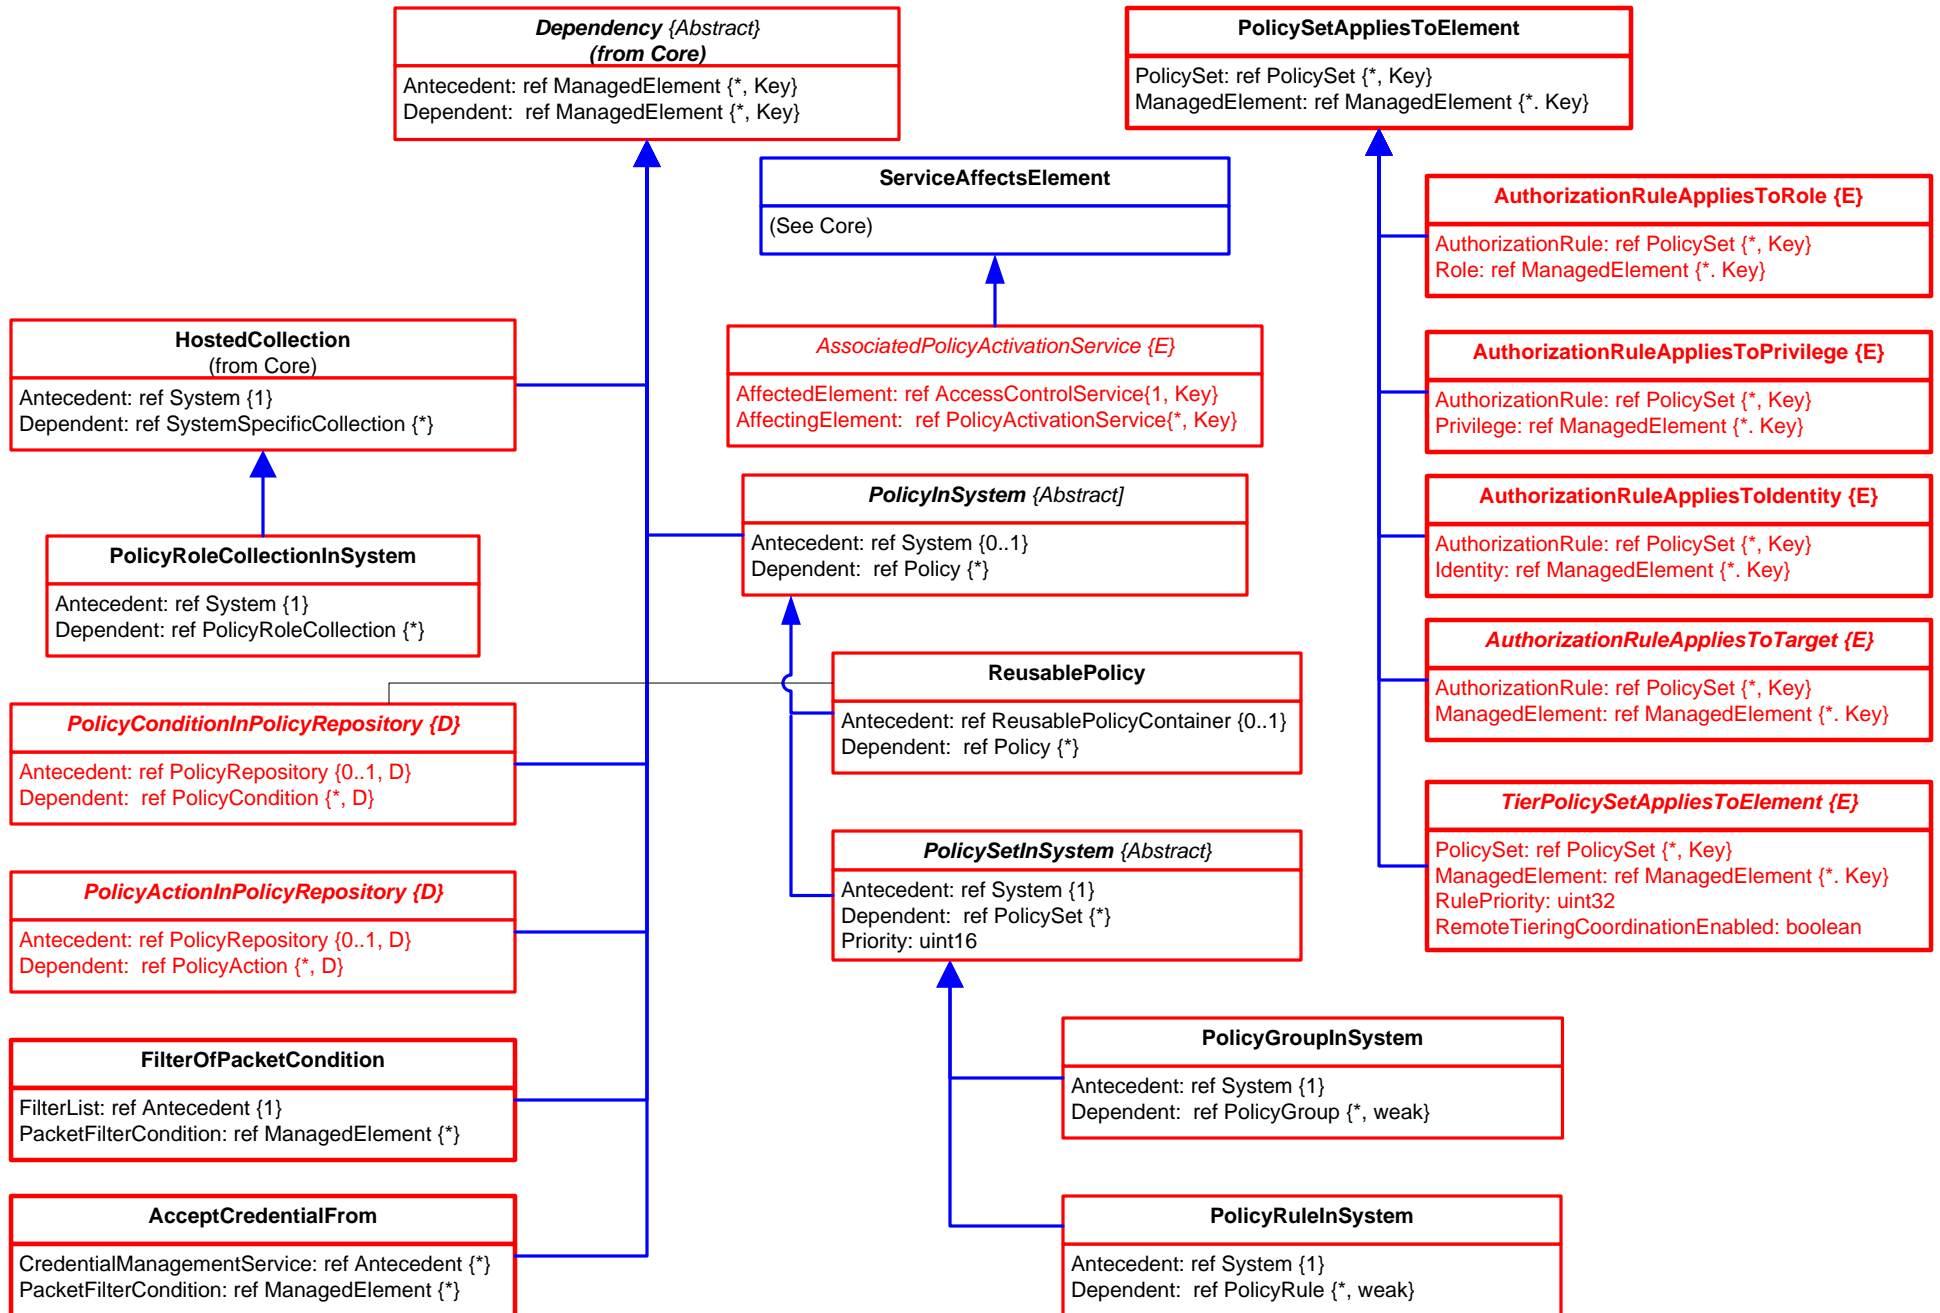 Dependency {Abstract}
(from Core)
Antecedent: ref ManagedElement {*, Key}
Dependent: ref ManagedElement {*, Key}
PolicySetAppliesToElement
PolicySet: ref PolicySet {*, Key}
ManagedElement: ref ManagedElement {*. Key}
ServiceAffectsElement
(See Core)
AuthorizationRuleAppliesToRole {E}
AuthorizationRule: ref PolicySet {*, Key}
Role: ref ManagedElement {*. Key}
HostedCollection
(from Core)
Antecedent: ref System {1}
Dependent: ref SystemSpecificCollection {*}
AssociatedPolicyActivationService {E}
AffectedElement: ref AccessControlService{1, Key}
AffectingElement: ref PolicyActivationService{*, Key}
AuthorizationRuleAppliesToPrivilege {E}
AuthorizationRule: ref PolicySet {*, Key}
Privilege: ref ManagedElement {*. Key}
PolicyInSystem {Abstract]
Antecedent: ref System {0..1}
Dependent: ref Policy {*}
AuthorizationRuleAppliesToIdentity {E}
AuthorizationRule: ref PolicySet {*, Key}
Identity: ref ManagedElement {*. Key}
PolicyRoleCollectionInSystem
Antecedent: ref System {1}
Dependent: ref PolicyRoleCollection {*}
AuthorizationRuleAppliesToTarget {E}
AuthorizationRule: ref PolicySet {*, Key}
ManagedElement: ref ManagedElement {*. Key}
ReusablePolicy
Antecedent: ref ReusablePolicyContainer {0..1}
Dependent: ref Policy {*}
PolicyConditionInPolicyRepository {D}
Antecedent: ref PolicyRepository {0..1, D}
Dependent: ref PolicyCondition {*, D}
TierPolicySetAppliesToElement {E}
PolicySet: ref PolicySet {*, Key}
ManagedElement: ref ManagedElement {*. Key}
RulePriority: uint32
RemoteTieringCoordinationEnabled: boolean
PolicySetInSystem {Abstract}
Antecedent: ref System {1}
Dependent: ref PolicySet {*}
Priority: uint16
PolicyActionInPolicyRepository {D}
Antecedent: ref PolicyRepository {0..1, D}
Dependent: ref PolicyAction {*, D}
PolicyGroupInSystem
Antecedent: ref System {1}
Dependent: ref PolicyGroup {*, weak}
FilterOfPacketCondition
FilterList: ref Antecedent {1}
PacketFilterCondition: ref ManagedElement {*}
PolicyRuleInSystem
Antecedent: ref System {1}
Dependent: ref PolicyRule {*, weak}
AcceptCredentialFrom
CredentialManagementService: ref Antecedent {*}
PacketFilterCondition: ref ManagedElement {*}